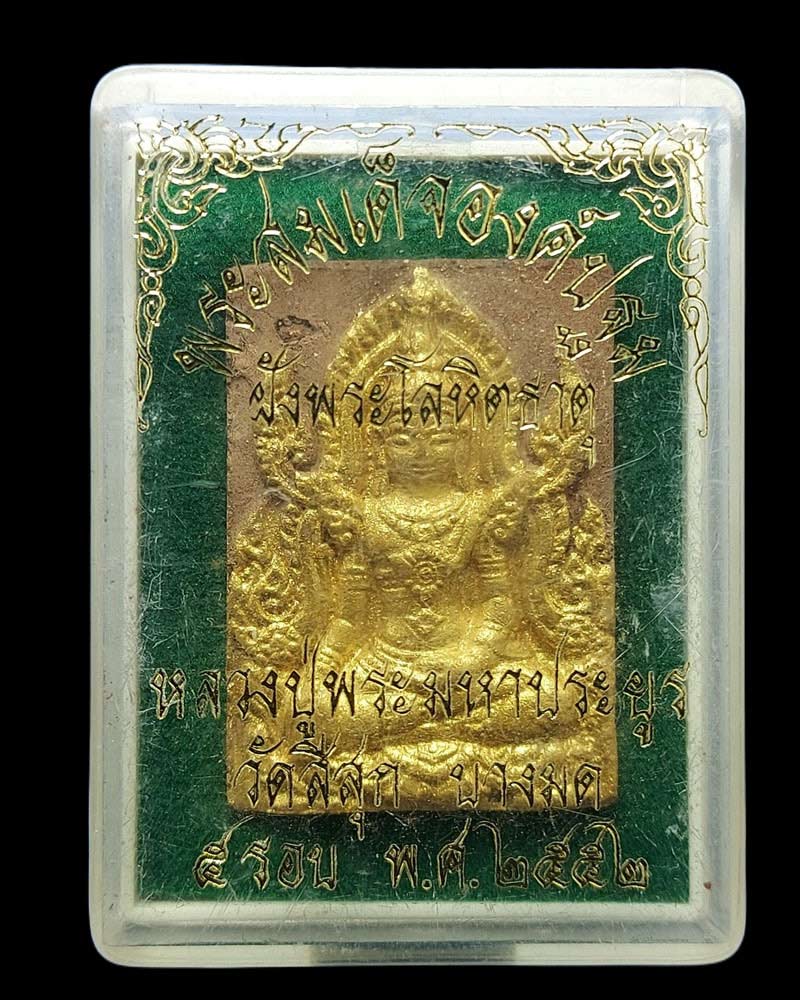 พระสมเด็จองค์ปฐม
ฝังพระโลหิตธาตุ
หลวงปู่พระมหาประยูร
วัดสีสุก บางมด
๕ รอบ พ.ศ. ๒๕๕๒